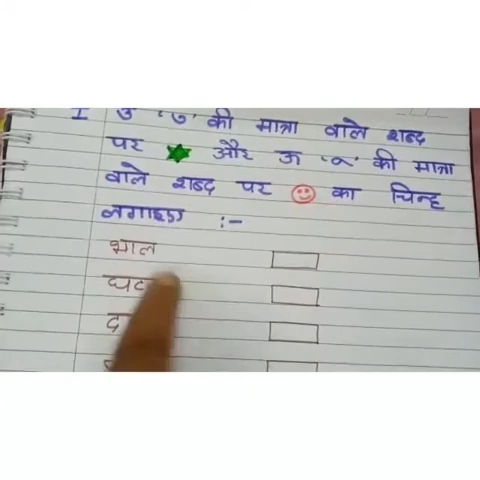 I उ 'ु' की मात्रा वाले शब्द
पर और ऊ 'ू' की मात्रा
वाले शब्द पर का चिन्ह
लगाइए :-
भाल